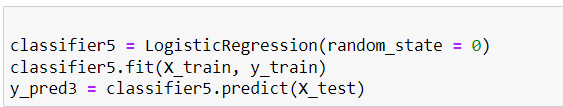 classifier5 = LogisticRegression(random_state = 0)
classifier5.fit(X_train, y_train)
y_pred3 = classifier5.predict(X_test)